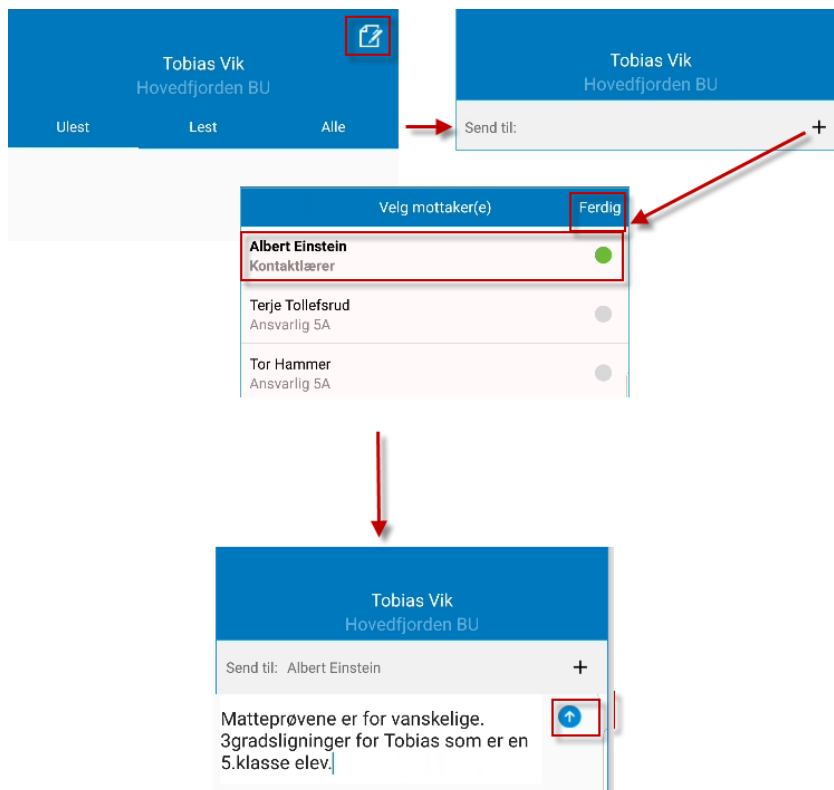 Tobias Vik
Hovedfjorden BU
Ulest Lest Alle
Tobias Vik
Hovedfjorden BU
Send til: +
Velg mottaker(e) Ferdig
Albert Einstein
Kontaktlærer
Terje Tollefsrud
Ansvarlig 5A
Tor Hammer
Ansvarlig 5A
Tobias Vik
Hovedfjorden BU
Send til: Albert Einstein +
Matteprøvene er for vanskelige.
3gradsligninger for Tobias som er en
5.klasse elev.